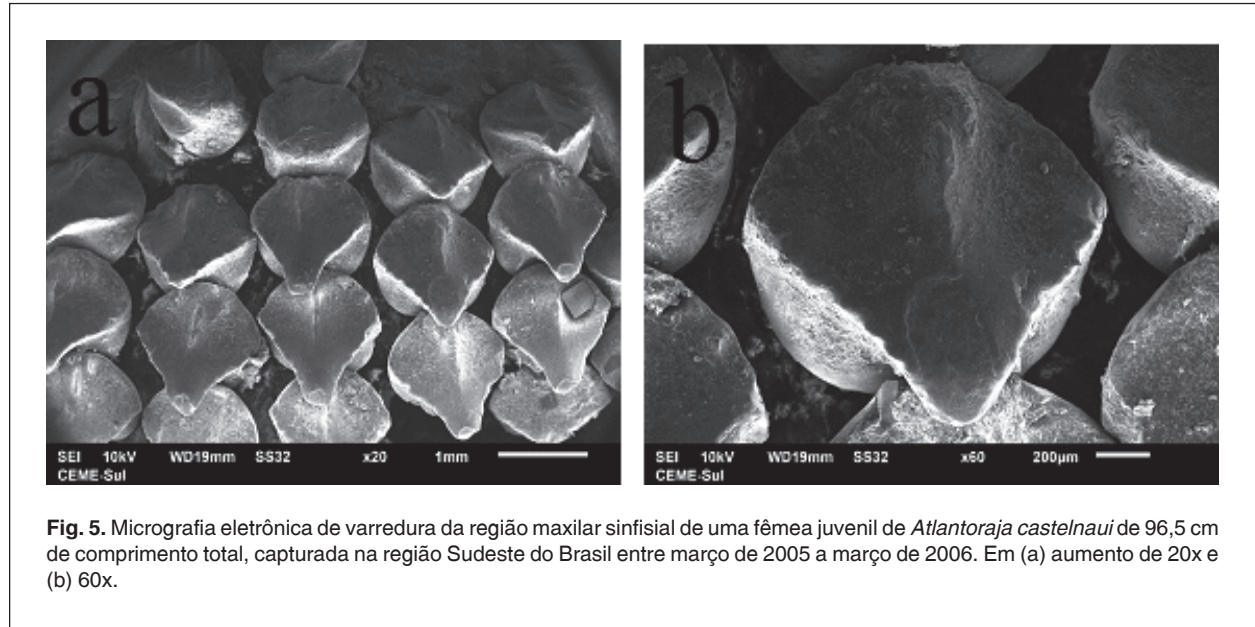 a
b
SEI 10kV WD19mm SS32 x20 1mm
CEME-Sul
SEI 10kV WD19mm SS32 x60 200µm
CEME-Sul
Fig. 5. Micrografia eletrônica de varredura da região maxilar sinfisial de uma fêmea juvenil de Atlantoraja castelnaui de 96,5 cm
de comprimento total, capturada na região Sudeste do Brasil entre março de 2005 a março de 2006. Em (a) aumento de 20x e
(b) 60x.